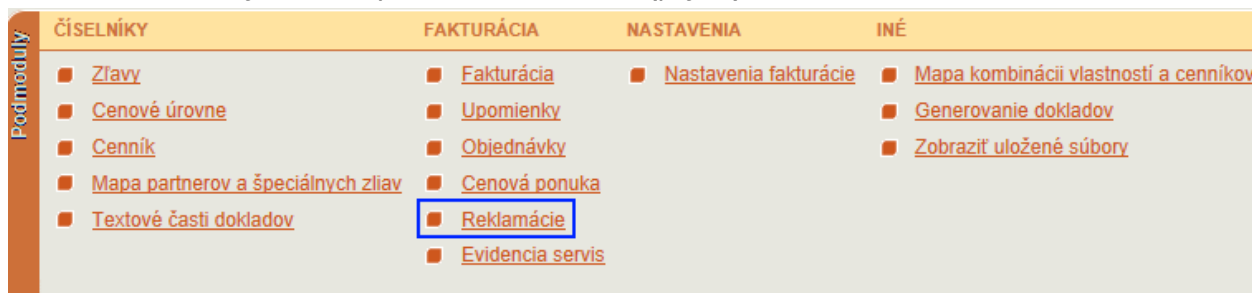 Podmoduly
ČÍSELNÍKY
Zľavy
Cenové úrovne
Cenník
Mapa partnerov a špeciálnych zliav
Textové časti dokladov
FAKTURÁCIA
Fakturácia
Upomienky
Objednávky
Cenová ponuka
Reklamácie
Evidencia servis
NASTAVENIA
Nastavenia fakturácie
INÉ
Mapa kombinácii vlastností a cenníkov
Generovanie dokladov
Zobraziť uložené súbory